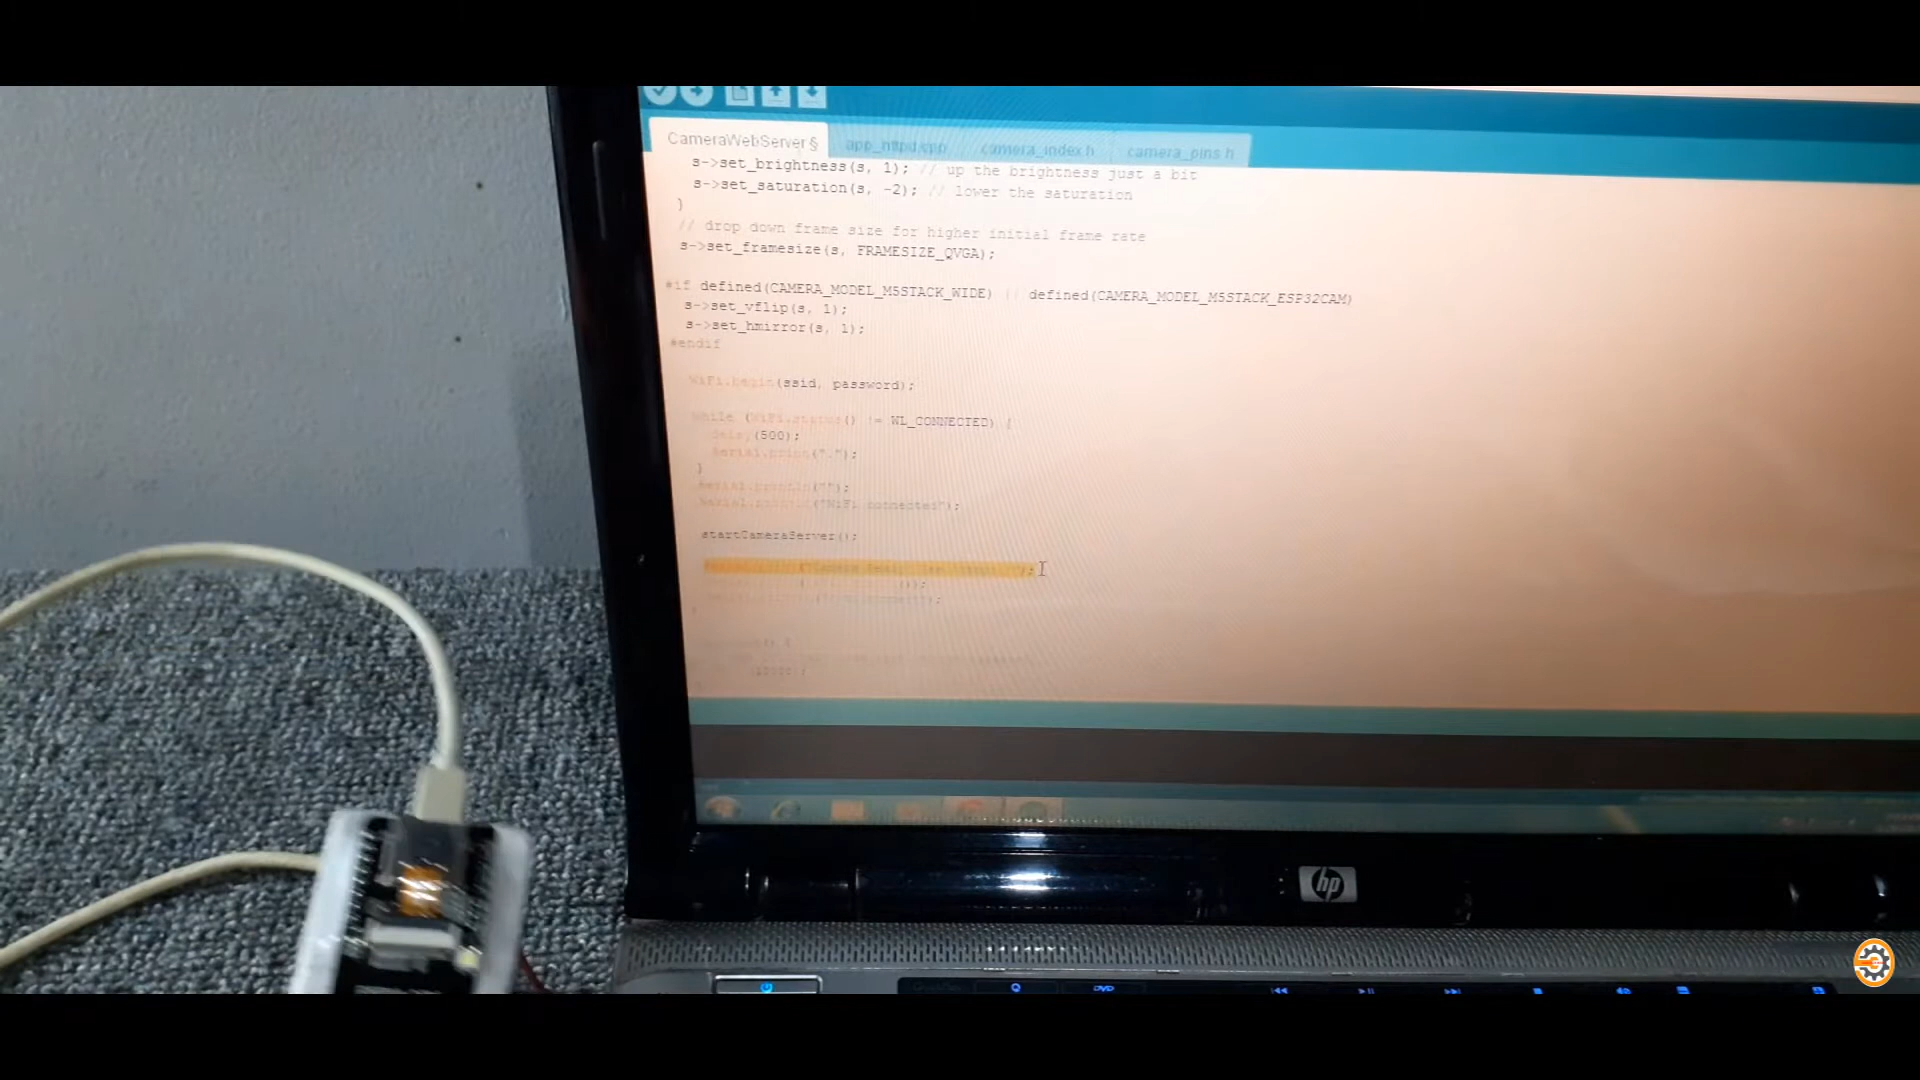 CameraWebServer § app_httpd.cpp camera_index.h camera_pins.h
s->set_brightness(s, 1); // up the brightness just a bit
s->set_saturation(s, -2); // lower the saturation
}
// drop down frame size for higher initial frame rate
s->set_framesize(s, FRAMESIZE_QVGA);
#if defined(CAMERA_MODEL_M5STACK_WIDE) || defined(CAMERA_MODEL_M5STACK_ESP32CAM)
s->set_vflip(s, 1);
s->set_hmirror(s, 1);
#endif
WiFi.begin(ssid, password);
while (WiFi.status() != WL_CONNECTED) {
delay(500);
Serial.print(".");
}
Serial.println("");
Serial.println("WiFi connected");
startCameraServer();
hp
Q DVD